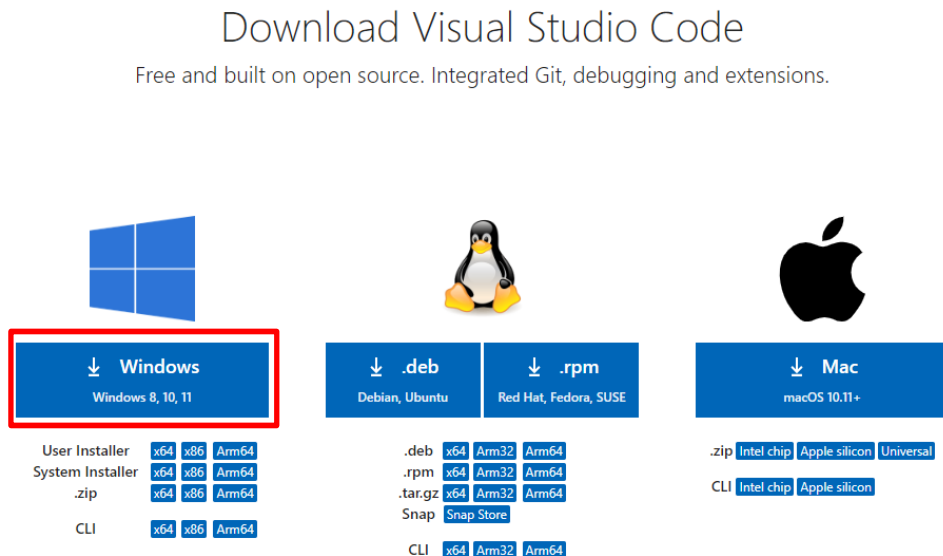 Download Visual Studio Code
Free and built on open source. Integrated Git, debugging and extensions.
Windows
Windows 8, 10, 11
User Installer x64 x86 Arm64
System Installer x64 x86 Arm64
.zip x64 x86 Arm64
CLI x64 x86 Arm64
.deb
Debian, Ubuntu
.rpm
Red Hat, Fedora, SUSE
.deb x64 Arm32 Arm64
.rpm x64 Arm32 Arm64
.tar.gz x64 Arm32 Arm64
Snap Snap Store
CLI x64 Arm32 Arm64
Mac
macOS 10.11+
.zip Intel chip Apple silicon Universal
CLI Intel chip Apple silicon